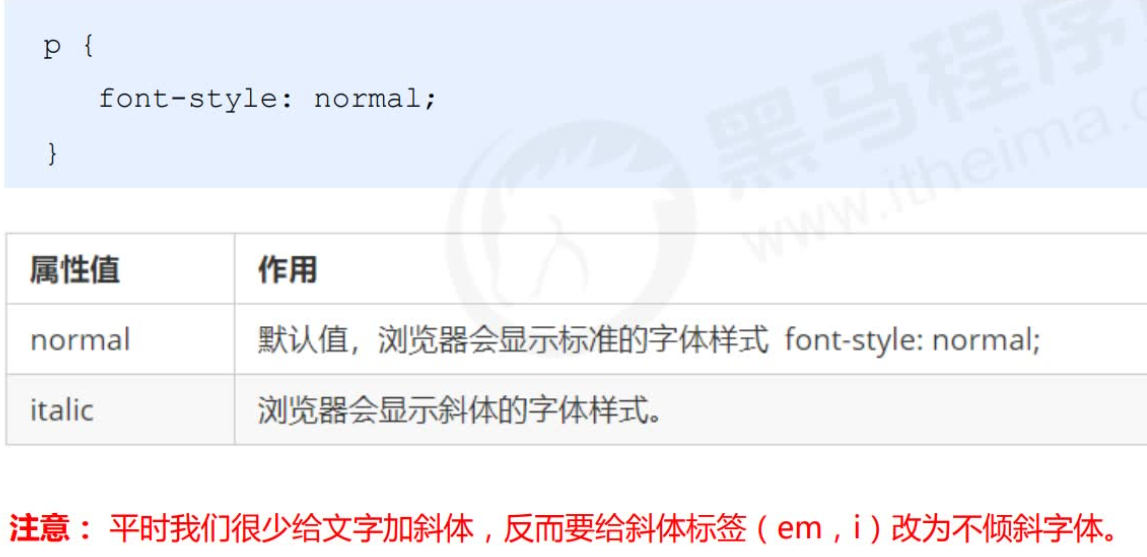 p {
font-style: normal;
}
黑马程序
www.itheima.c
属性值 作用
normal 默认值，浏览器会显示标准的字体样式 font-style: normal;
italic 浏览器会显示斜体的字体样式。
注意： 平时我们很少给文字加斜体，反而要给斜体标签（em，i）改为不倾斜字体。